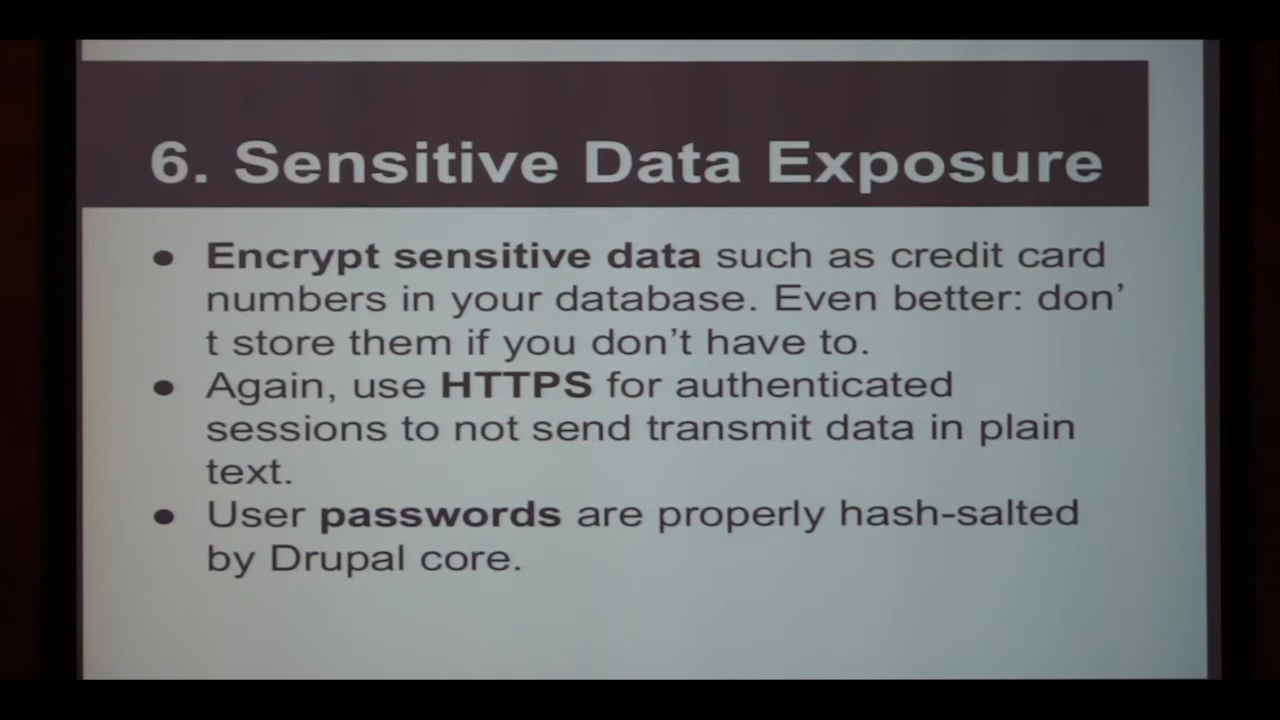 6. Sensitive Data Exposure
● Encrypt sensitive data such as credit card
numbers in your database. Even better: don’
t store them if you don’t have to.
● Again, use HTTPS for authenticated
sessions to not send transmit data in plain
text.
● User passwords are properly hash-salted
by Drupal core.